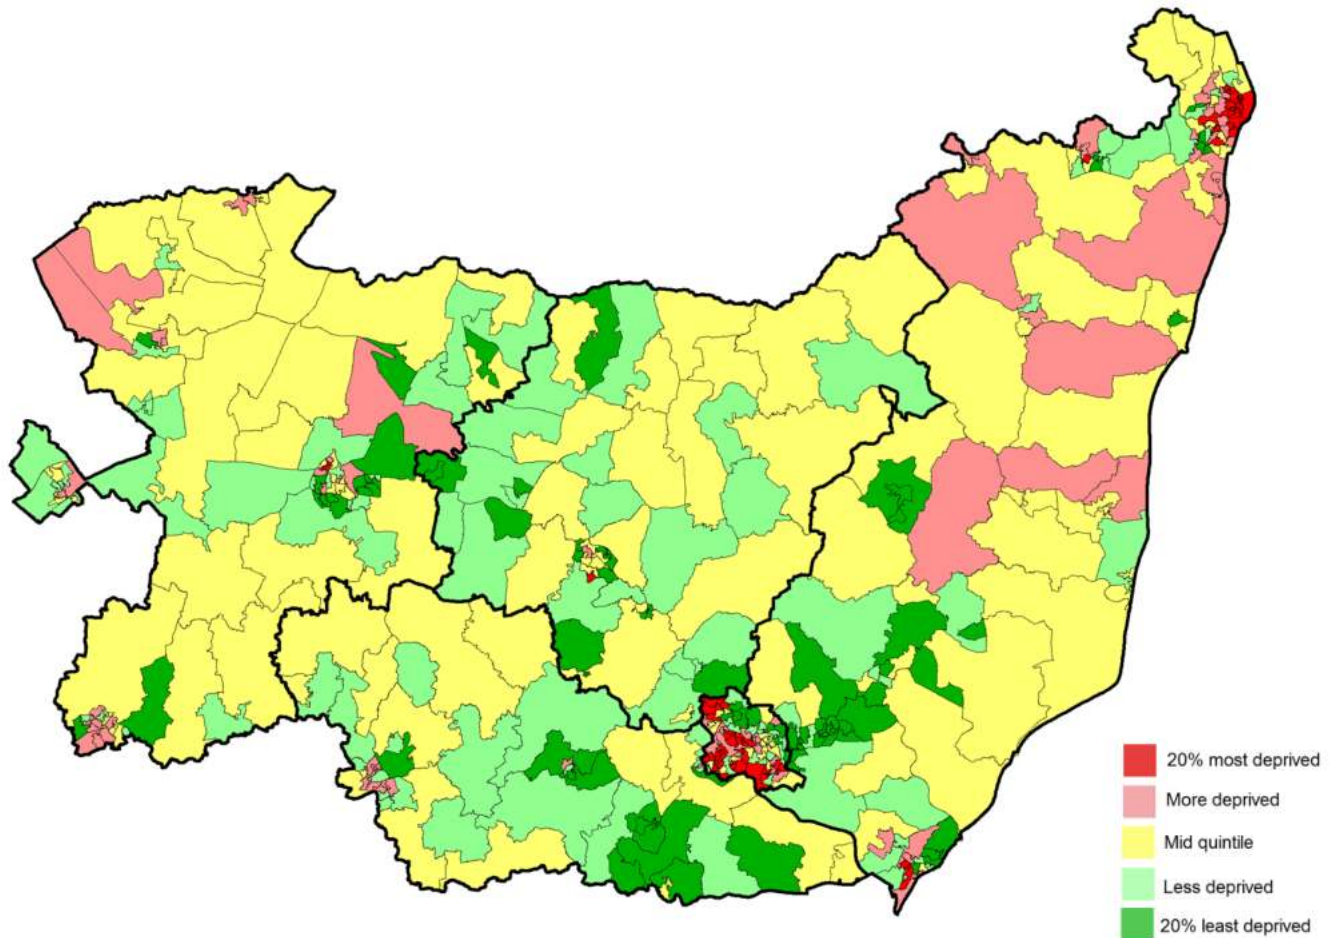 20% most deprived
More deprived
Mid quintile
Less deprived
20% least deprived